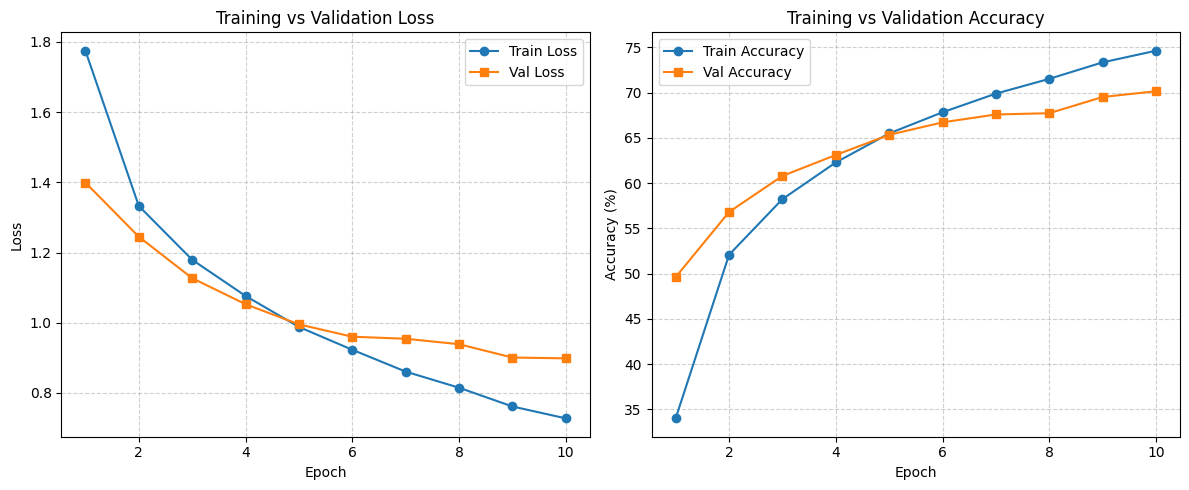 Training vs Validation Loss
1.8
1.6
1.4
1.2
1.0
0.8
Loss
Train Loss
Val Loss
2 4 6 8 10
Epoch
Training vs Validation Accuracy
75
70
65
60
55
50
45
40
35
Accuracy (%)
Train Accuracy
Val Accuracy
2 4 6 8 10
Epoch